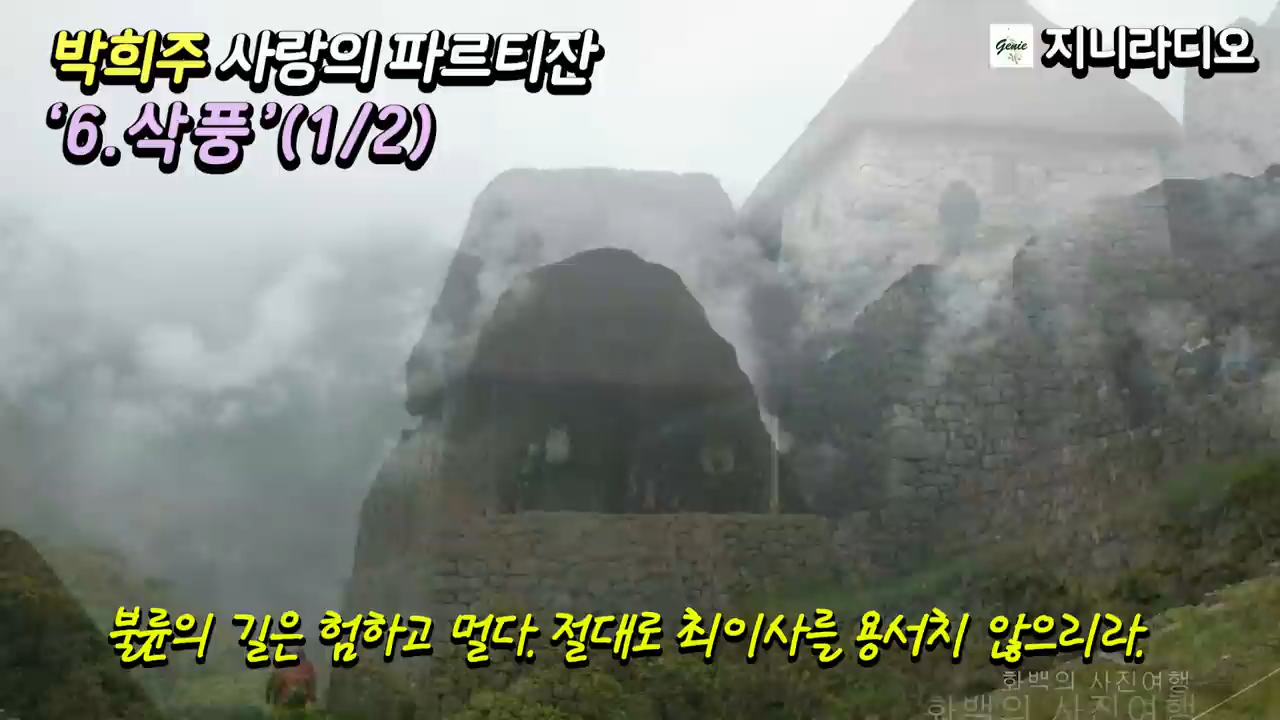 박희주 사랑의 파르티잔
‘6.삭풍’(1/2)
Genie
지니라디오
불륜의 길은 험하고 멀다. 절대로 최이사를 용서치 않으리라.
화백의 사진여행
화백의 사진여행